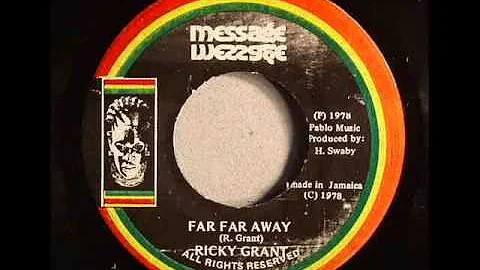 MESSAGE
MESSAGE
(P) 1978
Pablo Music
Produced by:
H. Swaby
made in Jamaica
(C) 1978
FAR FAR AWAY
(R. Grant)
RICKY GRANT
ALL RIGHTS RESERVED